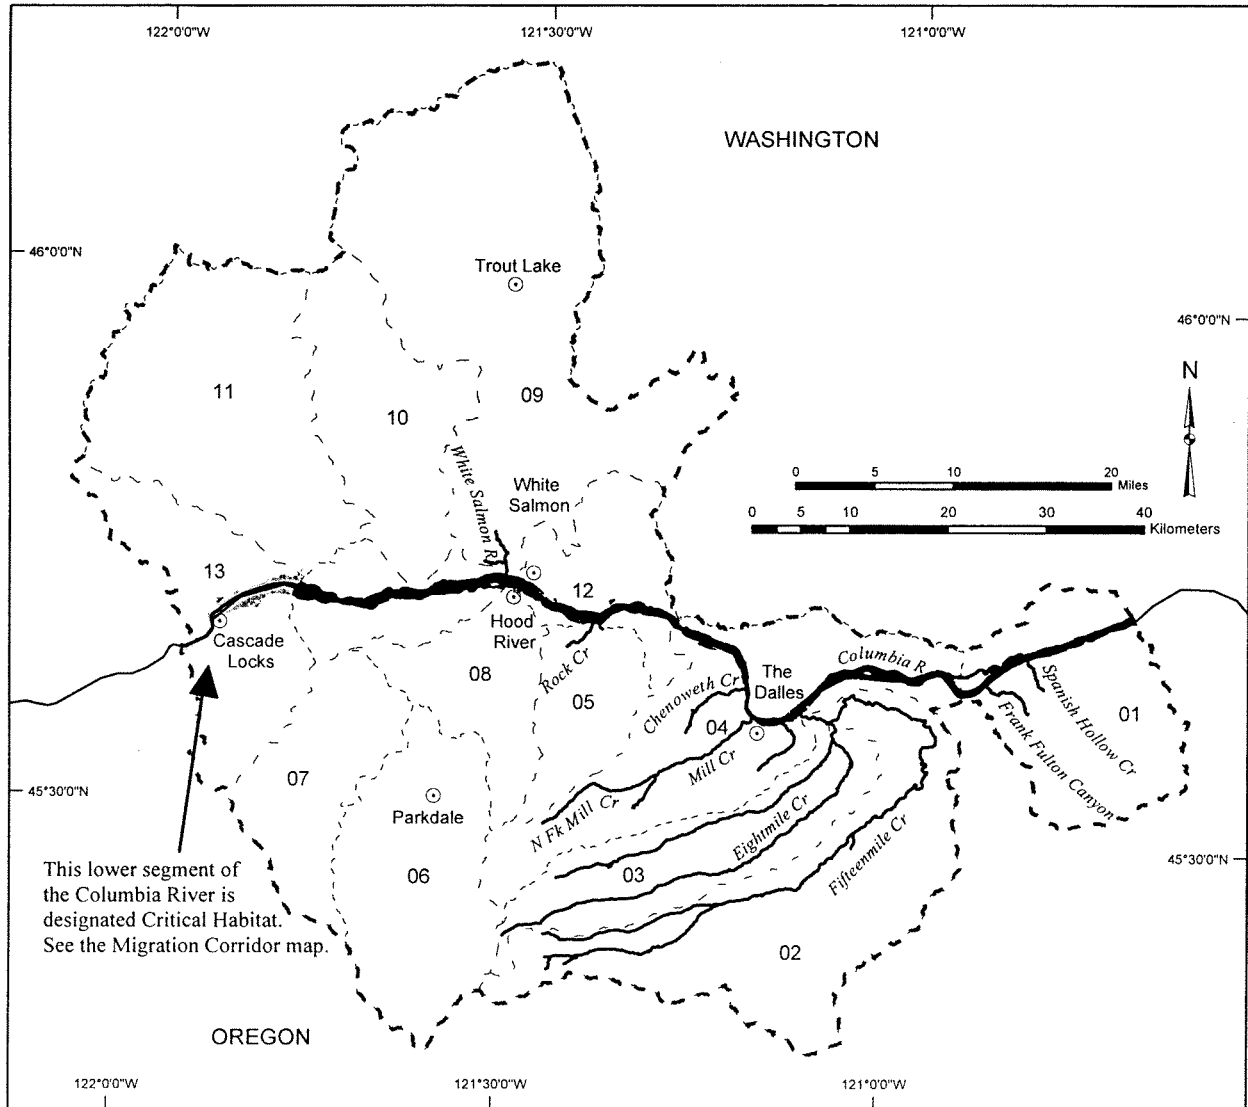 122°0'0"W
121°30'0"W
121°0'0"W
WASHINGTON
46°0'0"N
Trout Lake
46°0'0"N
N
11
10
09
0 5 10 20 Miles
0 5 10 20 30 40 Kilometers
White Salmon R
White
Salmon
13
12
Cascade
Locks
Hood
River
Rock Cr
08
05
Chenoweth Cr
The
Dalles
Columbia R
Spanish Hollow Cr
01
Frank Fulton Canyon
04
Mill Cr
N Fk Mill Cr
07
45°30'0"N
Parkdale
Eightmile Cr
Fifteenmile Cr
45°30'0"N
06
03
02
This lower segment of
the Columbia River is
designated Critical Habitat.
See the Migration Corridor map.
OREGON
122°0'0"W
121°30'0"W
121°0'0"W